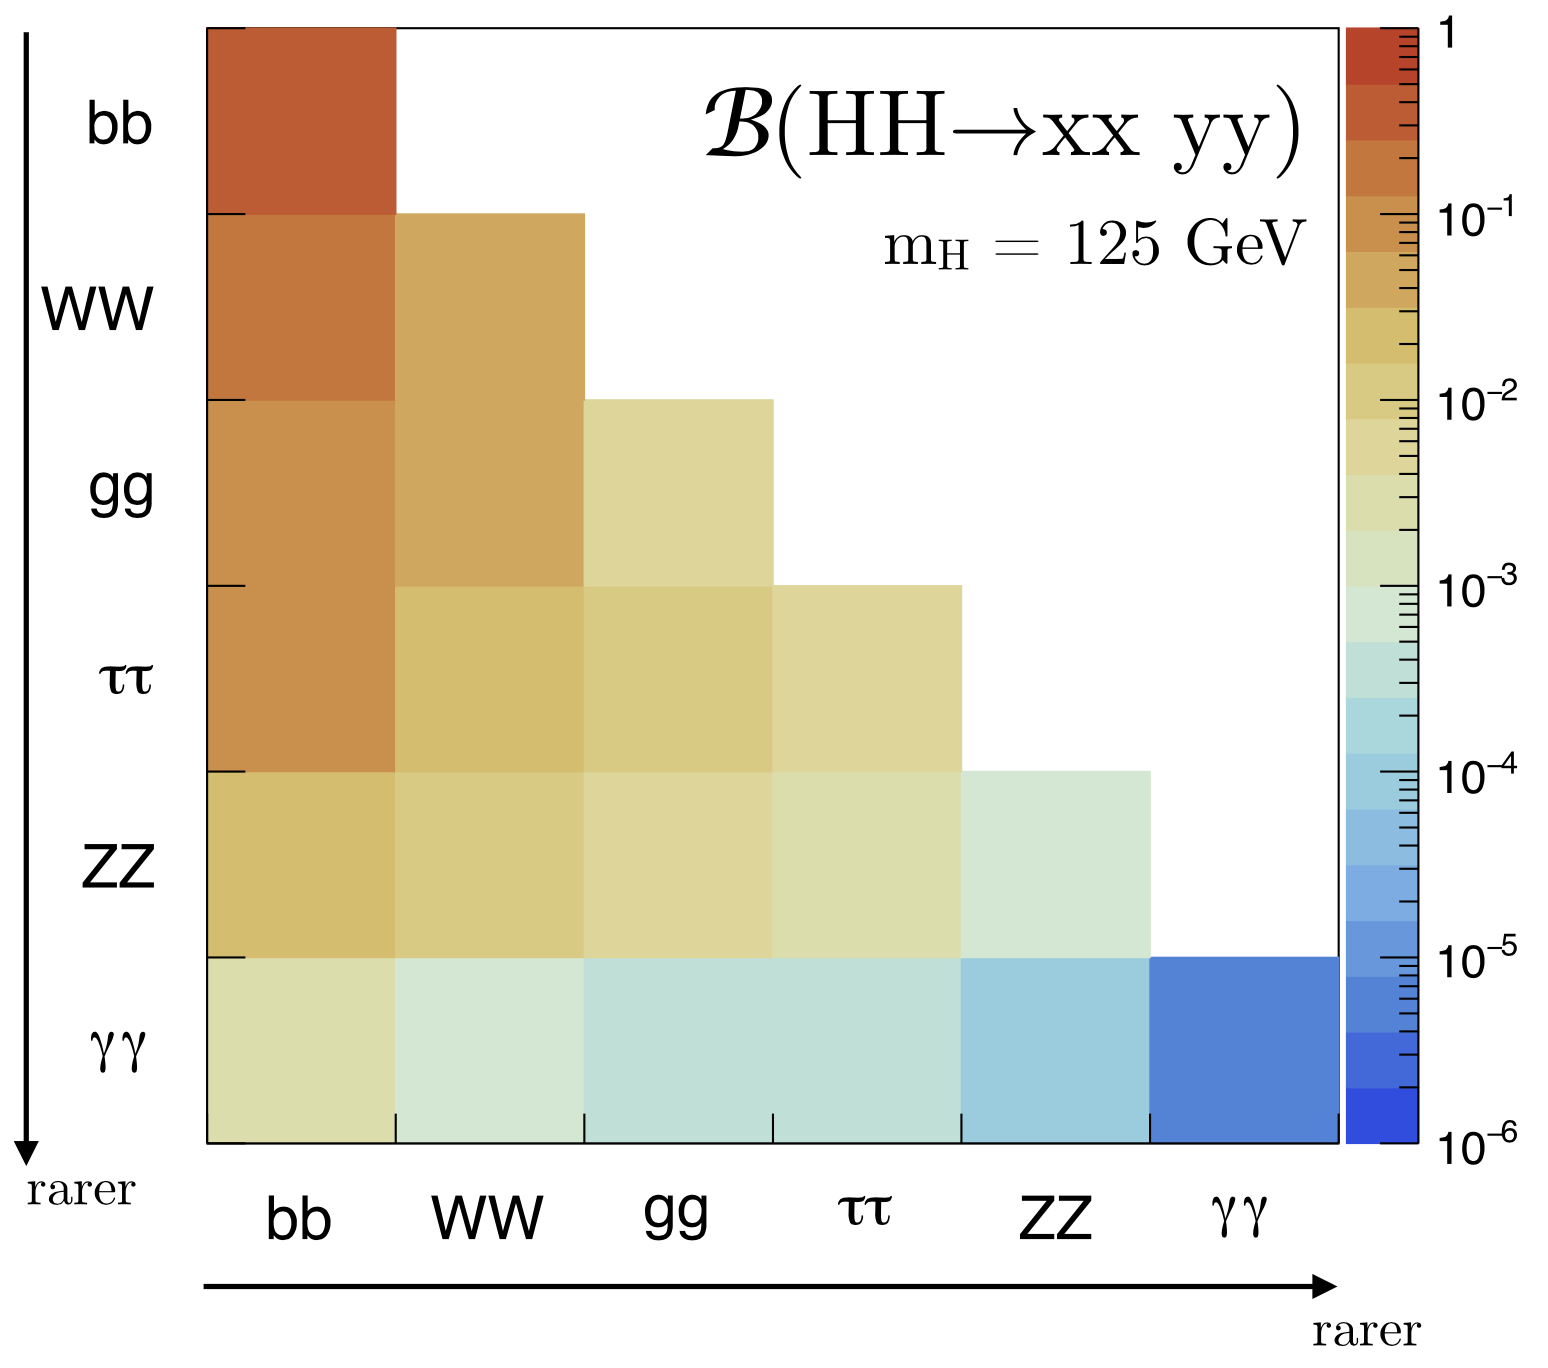 ℬ(HH→xx yy)
m_H = 125 GeV
bb
WW
gg
ττ
ZZ
γγ
rarer
bb WW gg ττ ZZ γγ
rarer
1
10⁻¹
10⁻²
10⁻³
10⁻⁴
10⁻⁵
10⁻⁶